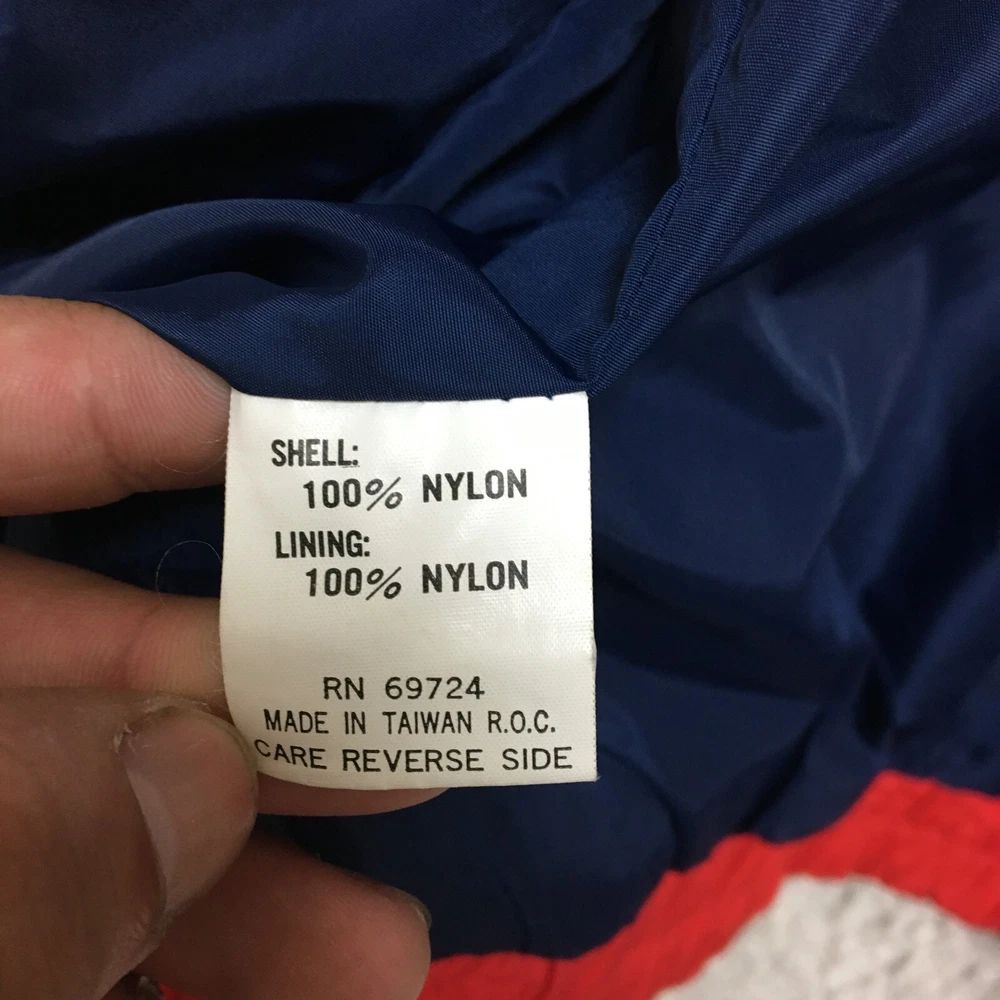 SHELL:
100% NYLON
LINING:
100% NYLON
RN 69724
MADE IN TAIWAN R.O.C.
CARE REVERSE SIDE